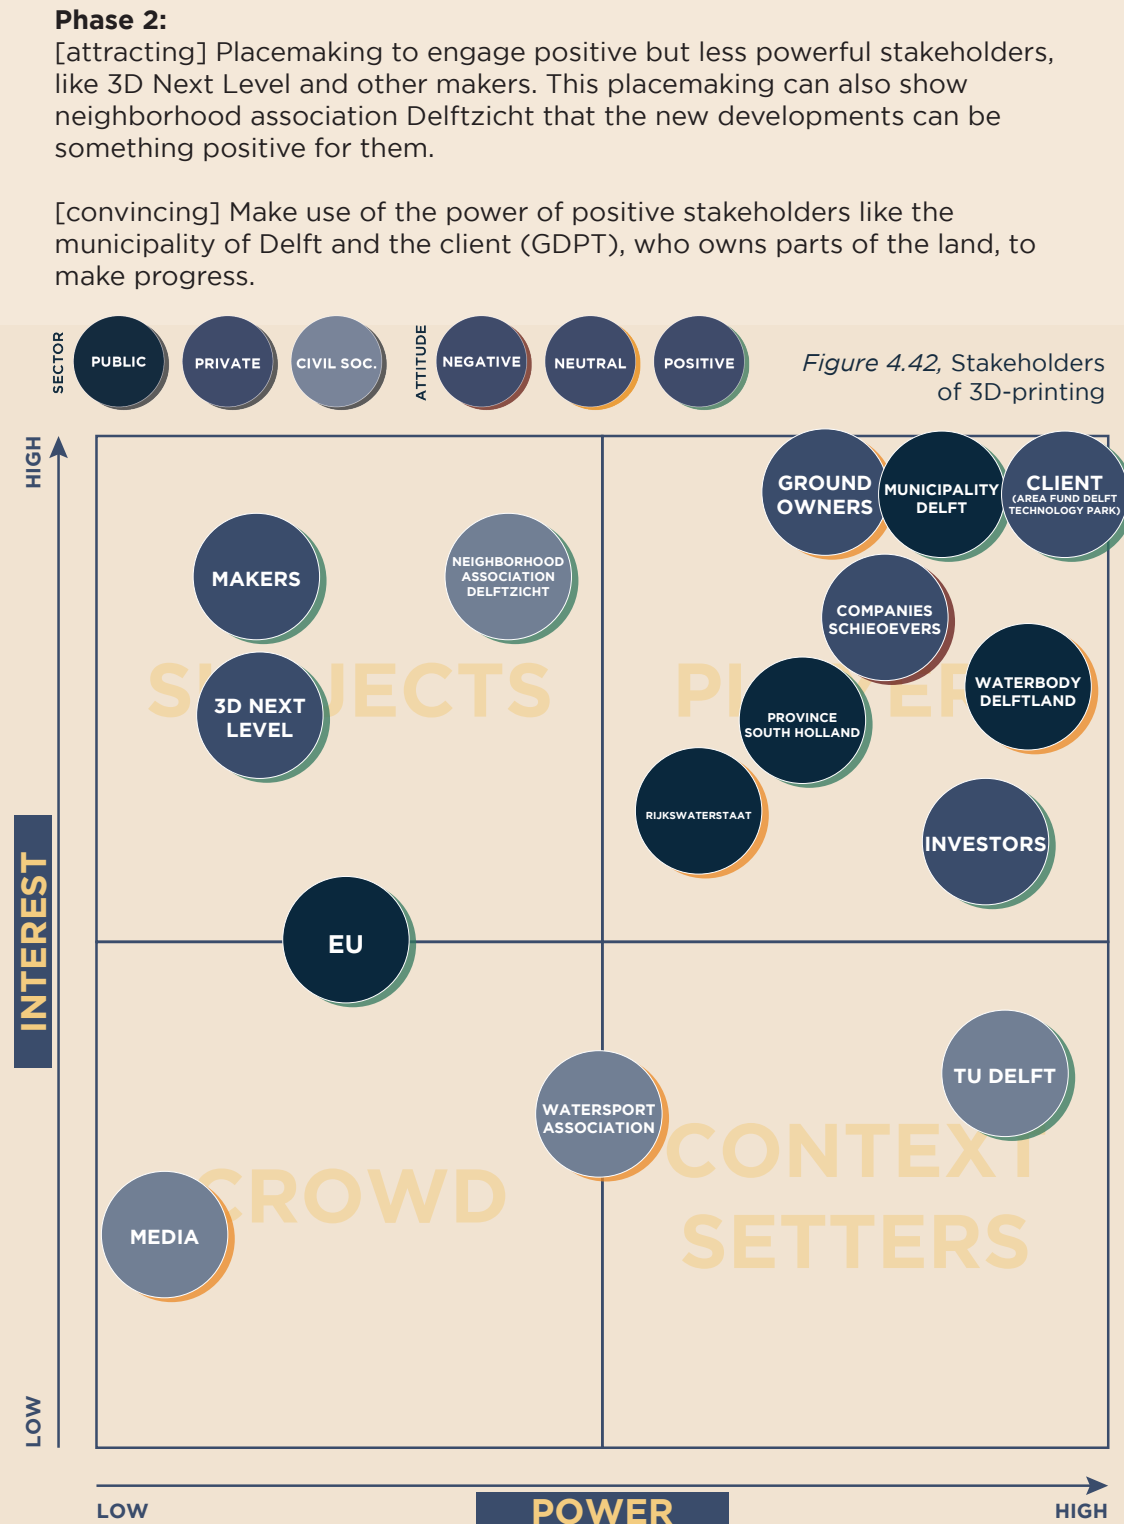 Phase 2:
[attracting] Placemaking to engage positive but less powerful stakeholders,
like 3D Next Level and other makers. This placemaking can also show
neighborhood association Delftzicht that the new developments can be
something positive for them.
[convincing] Make use of the power of positive stakeholders like the
municipality of Delft and the client (GDPT), who owns parts of the land, to
make progress.
SECTOR
PUBLIC
PRIVATE
CIVIL SOC.
ATTITUDE
NEGATIVE
NEUTRAL
POSITIVE
Figure 4.42, Stakeholders
of 3D-printing
HIGH
GROUND
OWNERS
MUNICIPALITY
DELFT
CLIENT
(AREA FUND DELFT
TECHNOLOGY PARK)
MAKERS
NEIGHBORHOOD
ASSOCIATION
DELFTZICHT
COMPANIES
SCHIEOEVERS
SUBJECTS
PLAYERS
3D NEXT
LEVEL
WATERBODY
DELFTLAND
PROVINCE
SOUTH HOLLAND
RIJKSWATERSTAAT
INVESTORS
INTEREST
EU
TU DELFT
WATERSPORT
ASSOCIATION
CONTEXT
SETTERS
CROWD
MEDIA
LOW
LOW
POWER
HIGH